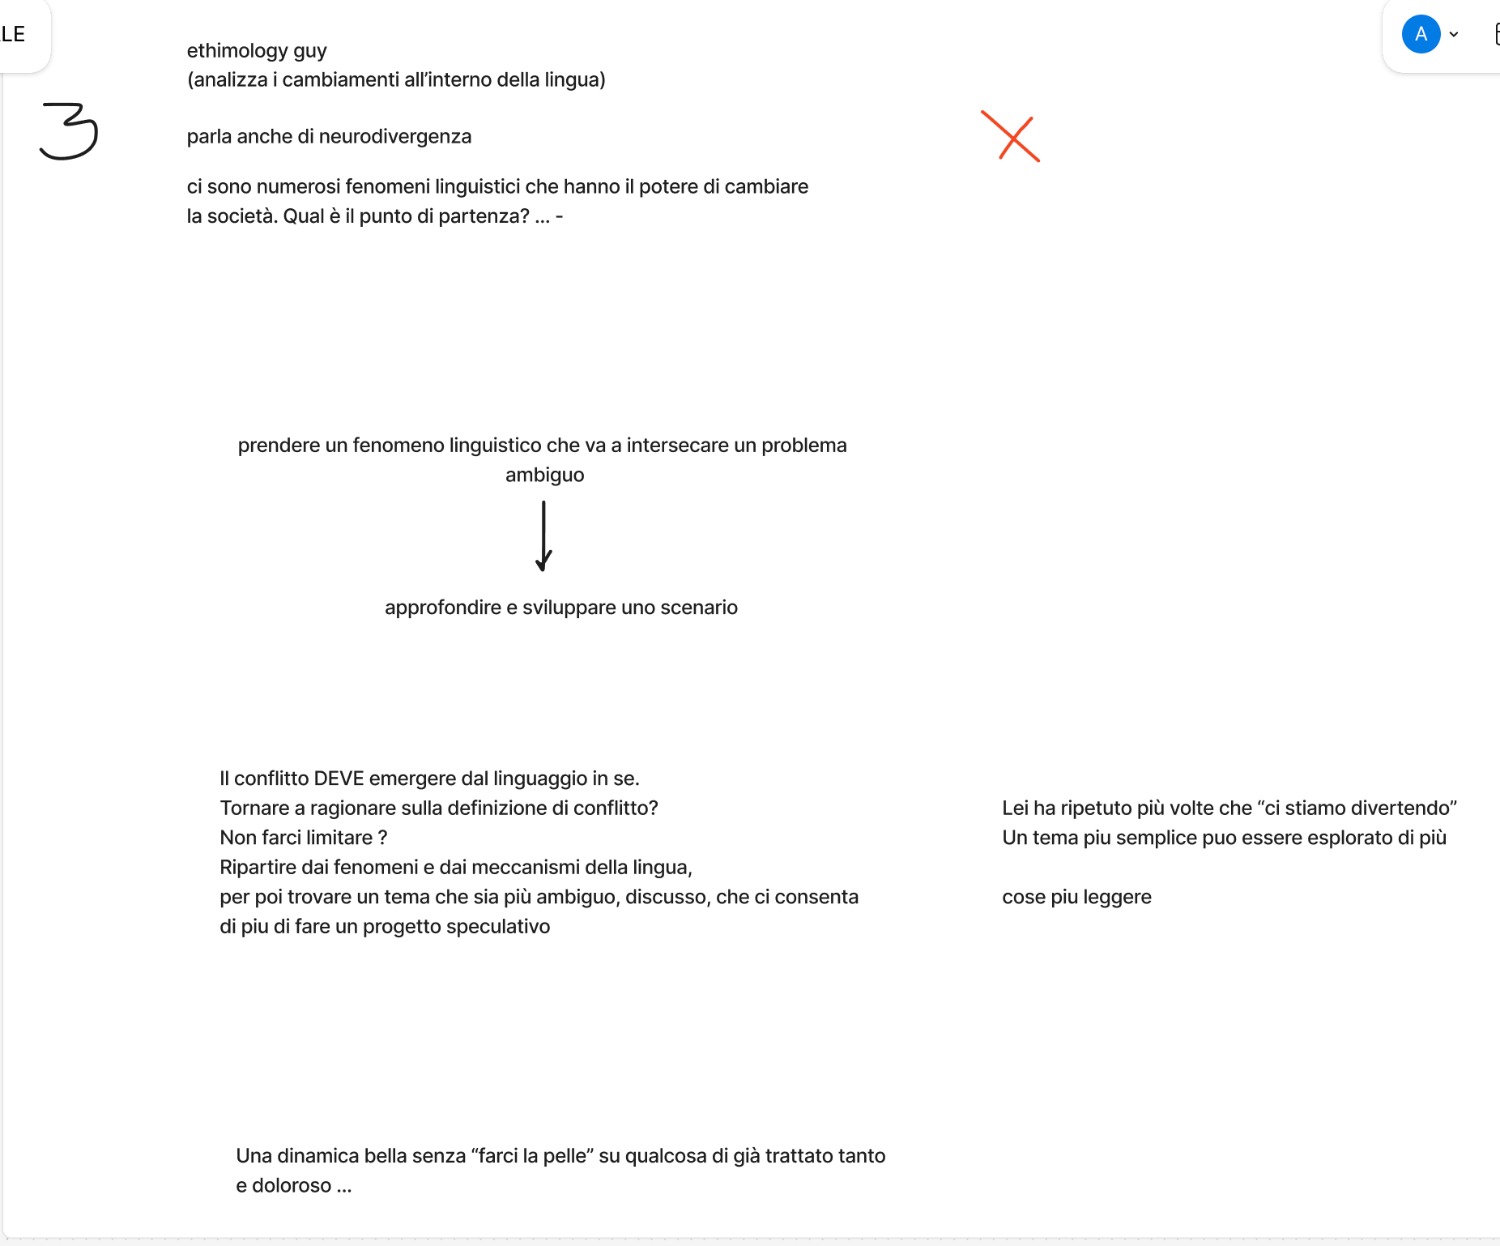 LE
A
3
ethimology guy
(analizza i cambiamenti all’interno della lingua)
parla anche di neurodivergenza
ci sono numerosi fenomeni linguistici che hanno il potere di cambiare
la società. Qual è il punto di partenza? ... -
prendere un fenomeno linguistico che va a intersecare un problema
ambiguo
approfondire e sviluppare uno scenario
Il conflitto DEVE emergere dal linguaggio in se.
Tornare a ragionare sulla definizione di conflitto?
Non farci limitare ?
Ripartire dai fenomeni e dai meccanismi della lingua,
per poi trovare un tema che sia più ambiguo, discusso, che ci consenta
di piu di fare un progetto speculativo
Lei ha ripetuto più volte che “ci stiamo divertendo”
Un tema piu semplice puo essere esplorato di più
cose piu leggere
Una dinamica bella senza “farci la pelle” su qualcosa di già trattato tanto
e doloroso ...